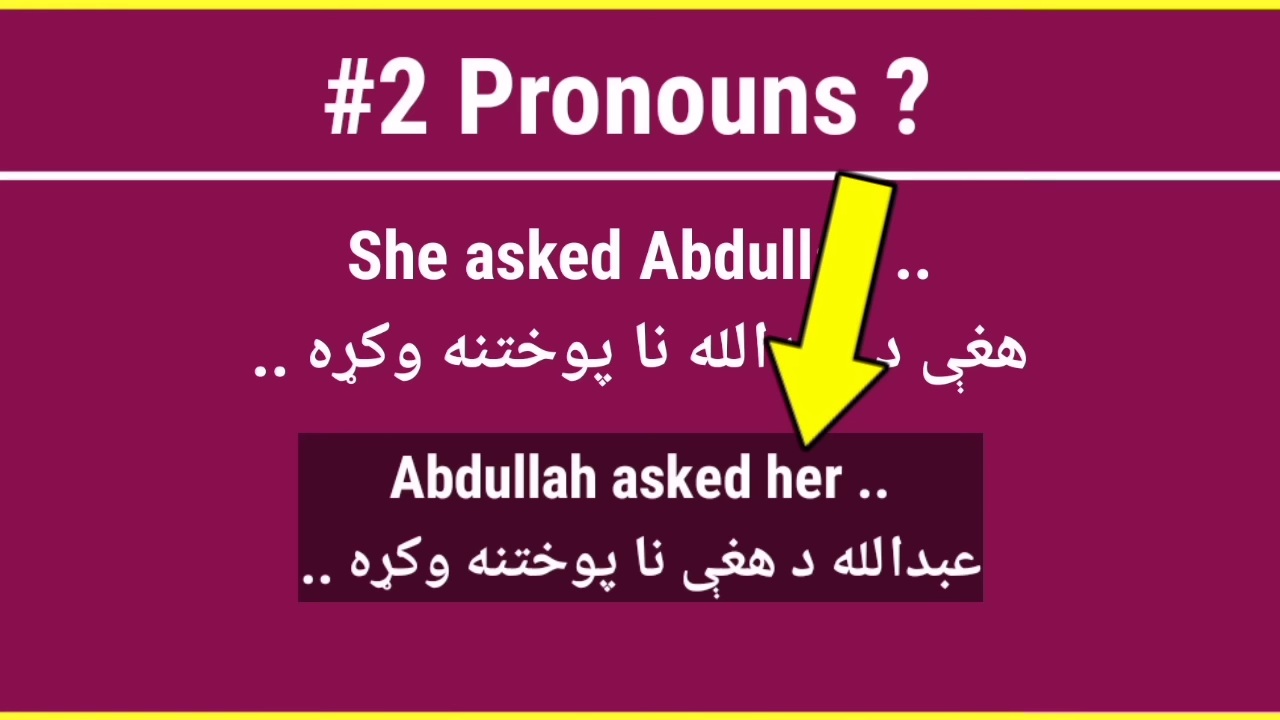 #2 Pronouns ?
She asked ..
هغې د نا پوختنه وکړه ..
Abdullah asked her ..
عبدالله د هغې نا پوختنه وکړه ..